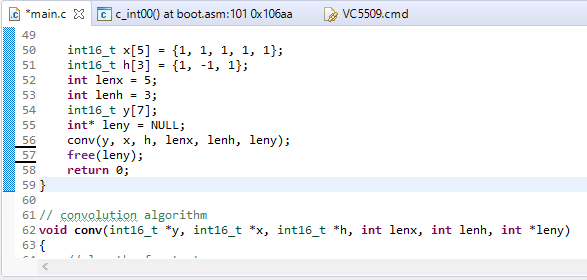 *main.c c_int00() at boot.asm:101 0x106aa VC5509.cmd
49
50 int16_t x[5] = {1, 1, 1, 1, 1};
51 int16_t h[3] = {1, -1, 1};
52 int lenx = 5;
53 int lenh = 3;
54 int16_t y[7];
55 int* leny = NULL;
56 conv(y, x, h, lenx, lenh, leny);
57 free(leny);
58 return 0;
59 }
60
61 // convolution algorithm
62 void conv(int16_t *y, int16_t *x, int16_t *h, int lenx, int lenh, int *leny)
63 {